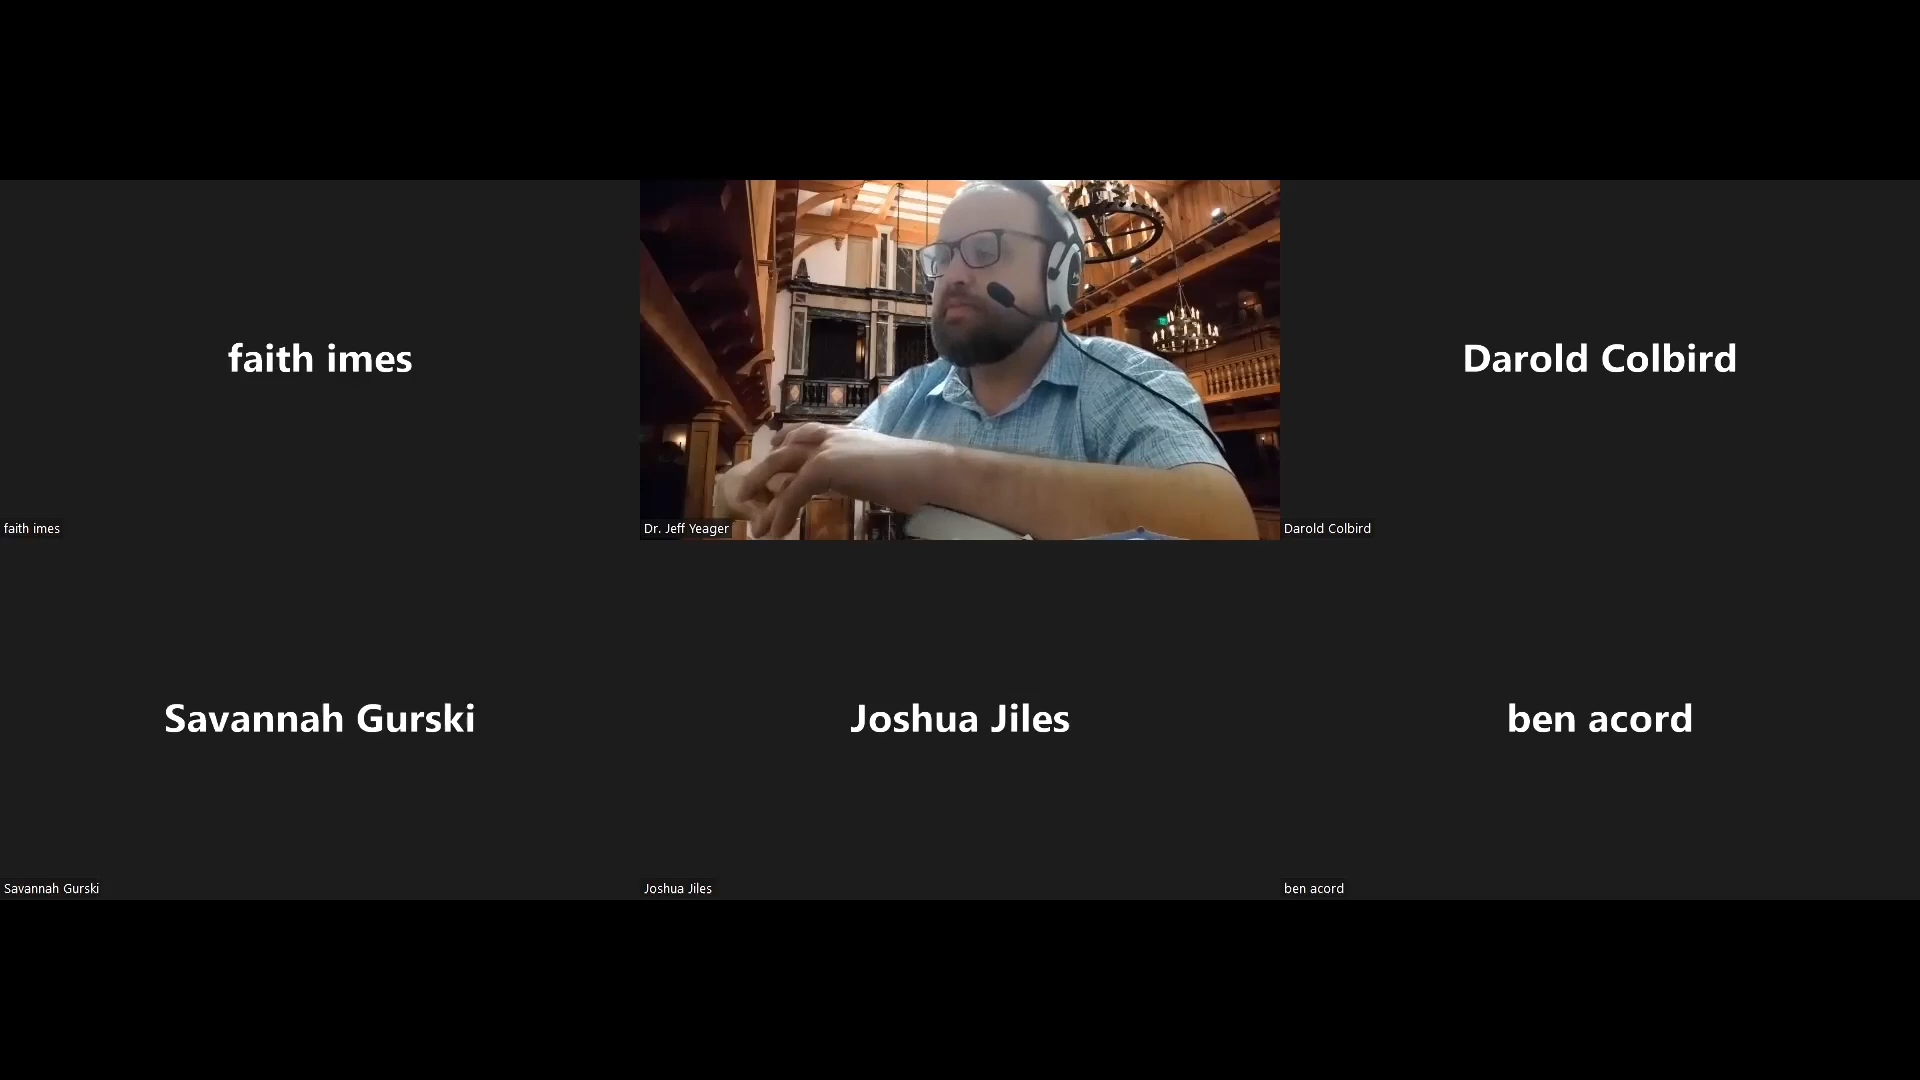 faith imes
Darold Colbird
faith imes
Dr. Jeff Yeager
Darold Colbird
Savannah Gurski
Joshua Jiles
ben acord
Savannah Gurski
Joshua Jiles
ben acord